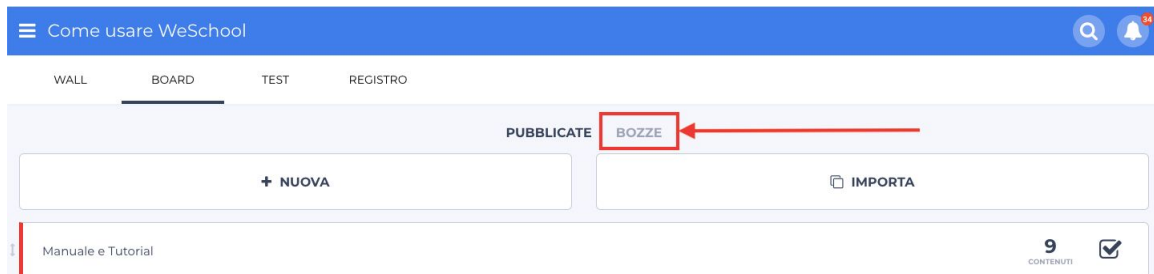 Come usare WeSchool
34
WALL BOARD TEST REGISTRO
PUBBLICATE BOZZE
+ NUOVA IMPORTA
Manuale e Tutorial 9
CONTENUTI